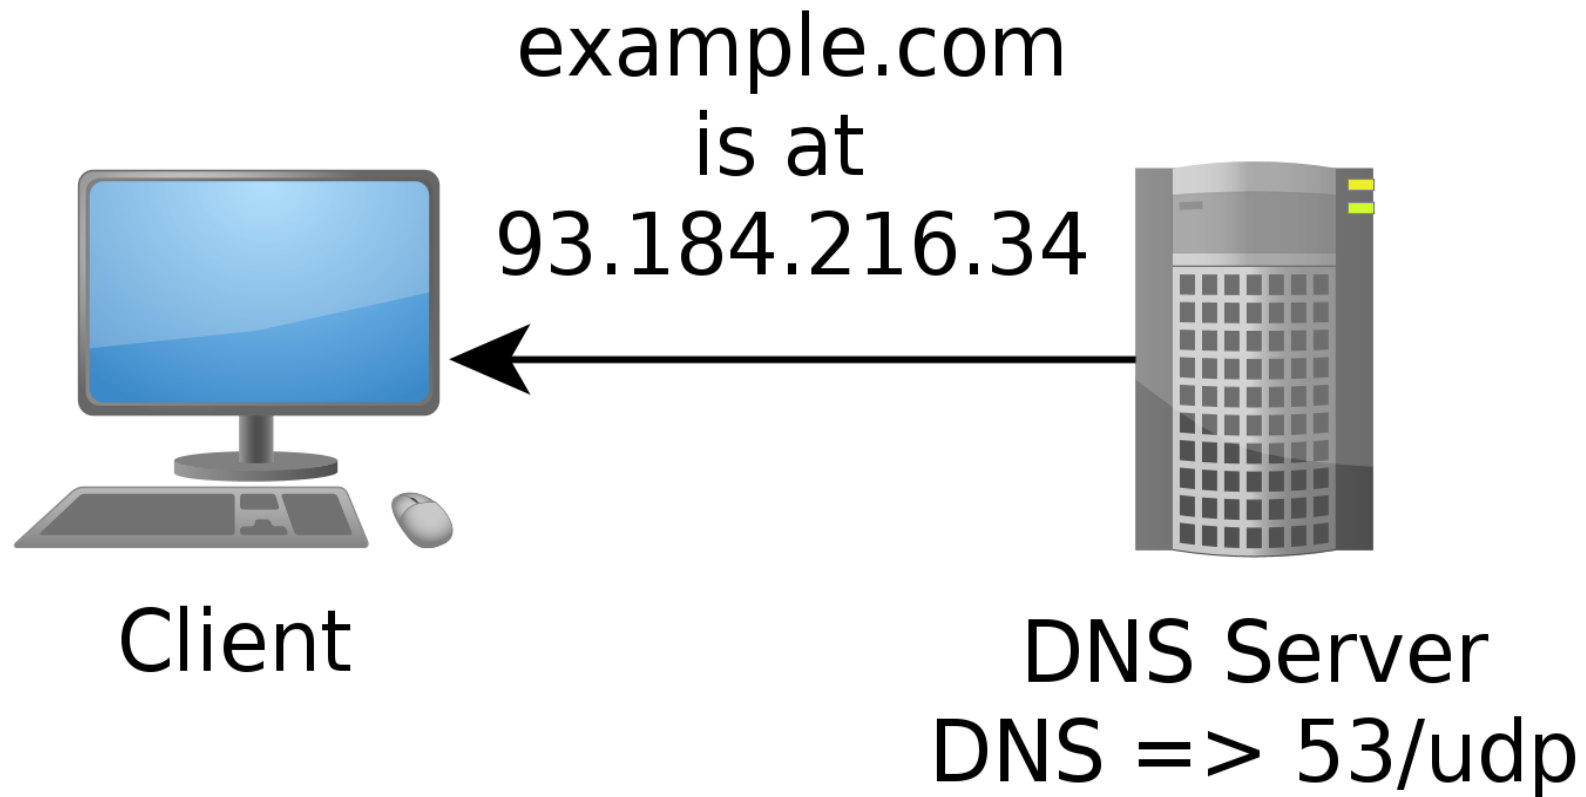 example.com
is at
93.184.216.34
Client
DNS Server
DNS => 53/udp